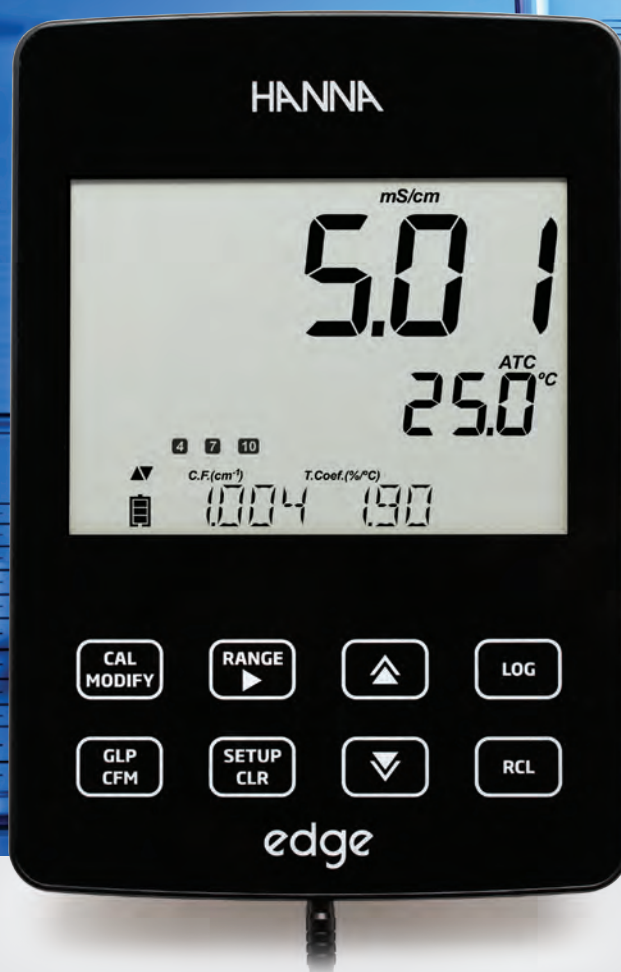 HANNA
mS/cm
5.01
ATC
25.0 °C
4 7 10
C.F.(cm⁻¹) T.Coef.(%/°C)
1.004 1.90
CAL MODIFY
RANGE
LOG
GLP CFM
SETUP CLR
RCL
edge